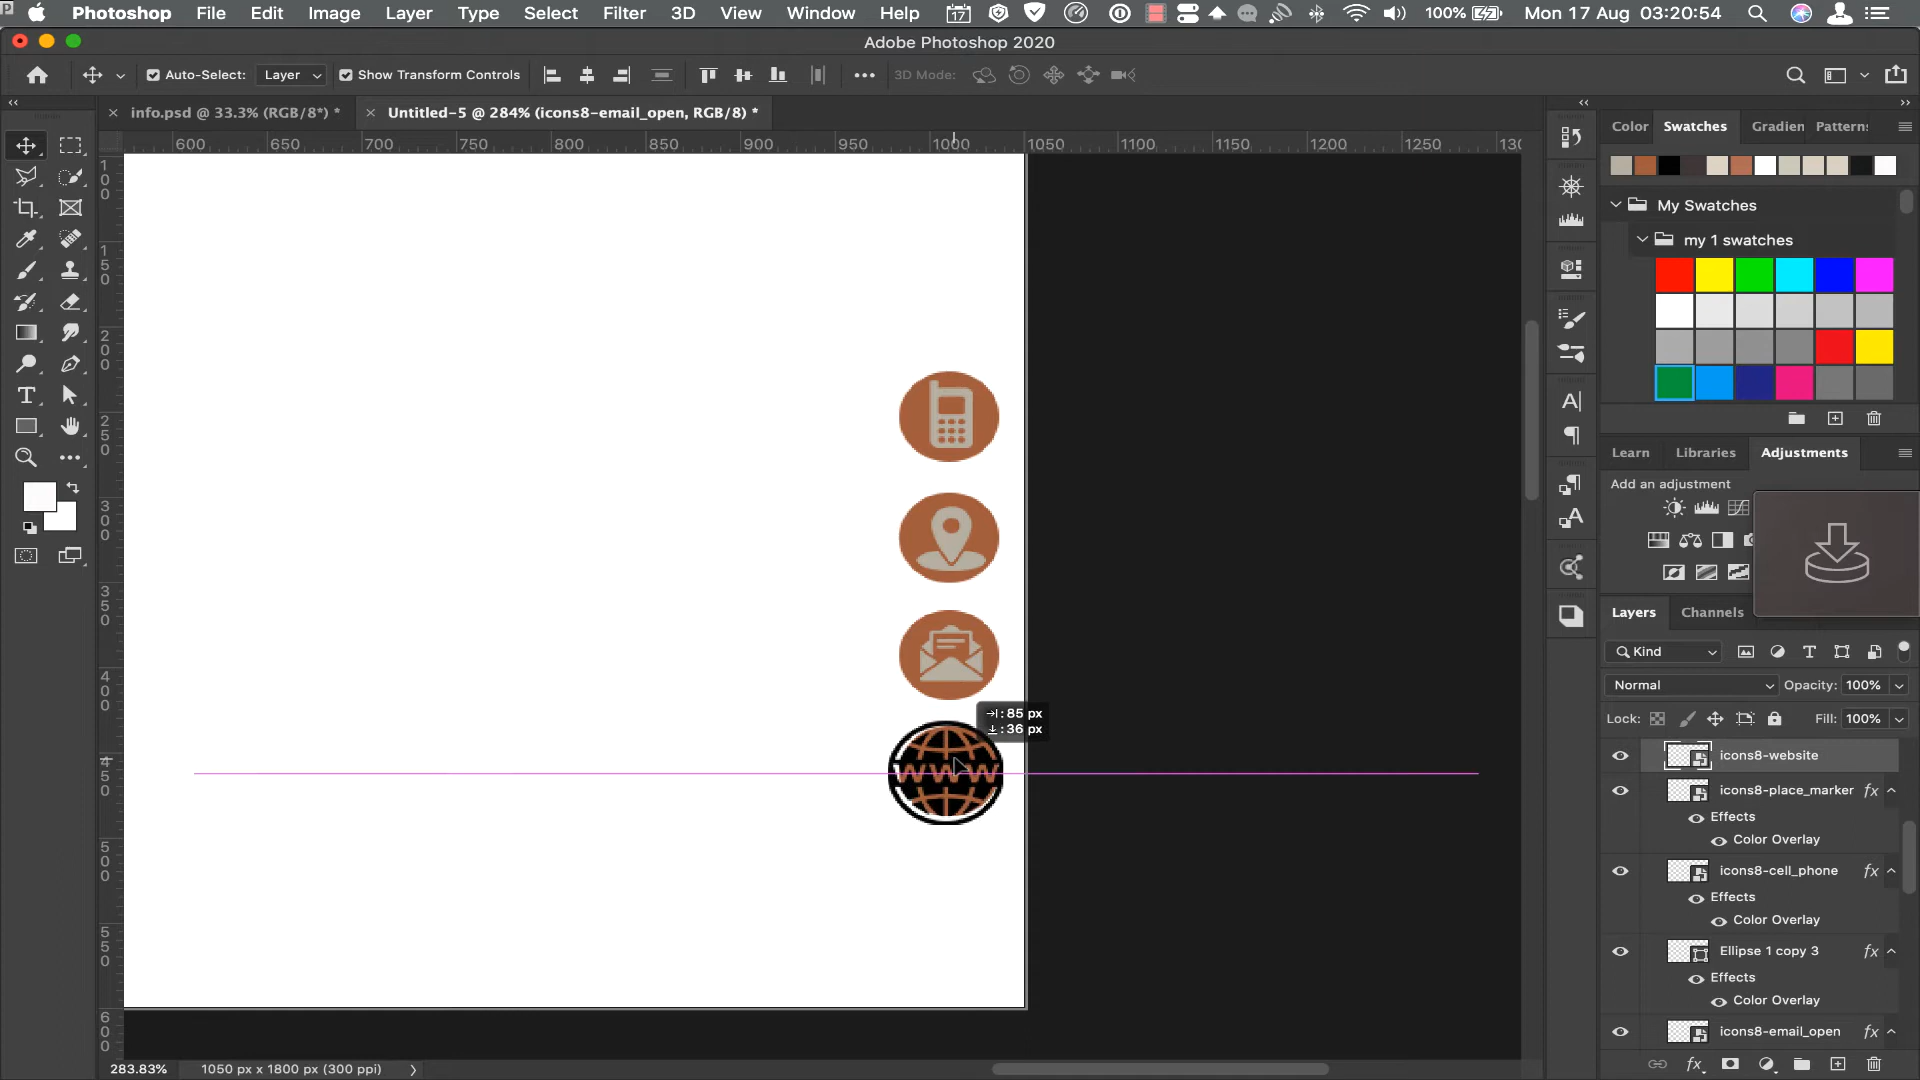 Photoshop File Edit Image Layer Type Select Filter 3D View Window Help 17 100% Mon 17 Aug 03:20:54
Adobe Photoshop 2020
Auto-Select: Layer Show Transform Controls 3D Mode:
info.psd @ 33.3% (RGB/8*) * Untitled-5 @ 284% (icons8-email_open, RGB/8) *
Color Swatches Gradien Patterns
600 650 700 750 800 850 900 950 1000 1050 1100 1150 1200 1250
100
150
200
250
300
350
400
450
500
550
600
My Swatches
my 1 swatches
Learn Libraries Adjustments
Add an adjustment
Layers Channels
Kind
Normal Opacity: 100%
Lock: Fill: 100%
: 85 px
: 36 px
WWW
icons8-website
icons8-place_marker fx
Effects
Color Overlay
icons8-cell_phone fx
Effects
Color Overlay
Ellipse 1 copy 3 fx
Effects
Color Overlay
icons8-email_open fx
283.83% 1050 px x 1800 px (300 ppi)